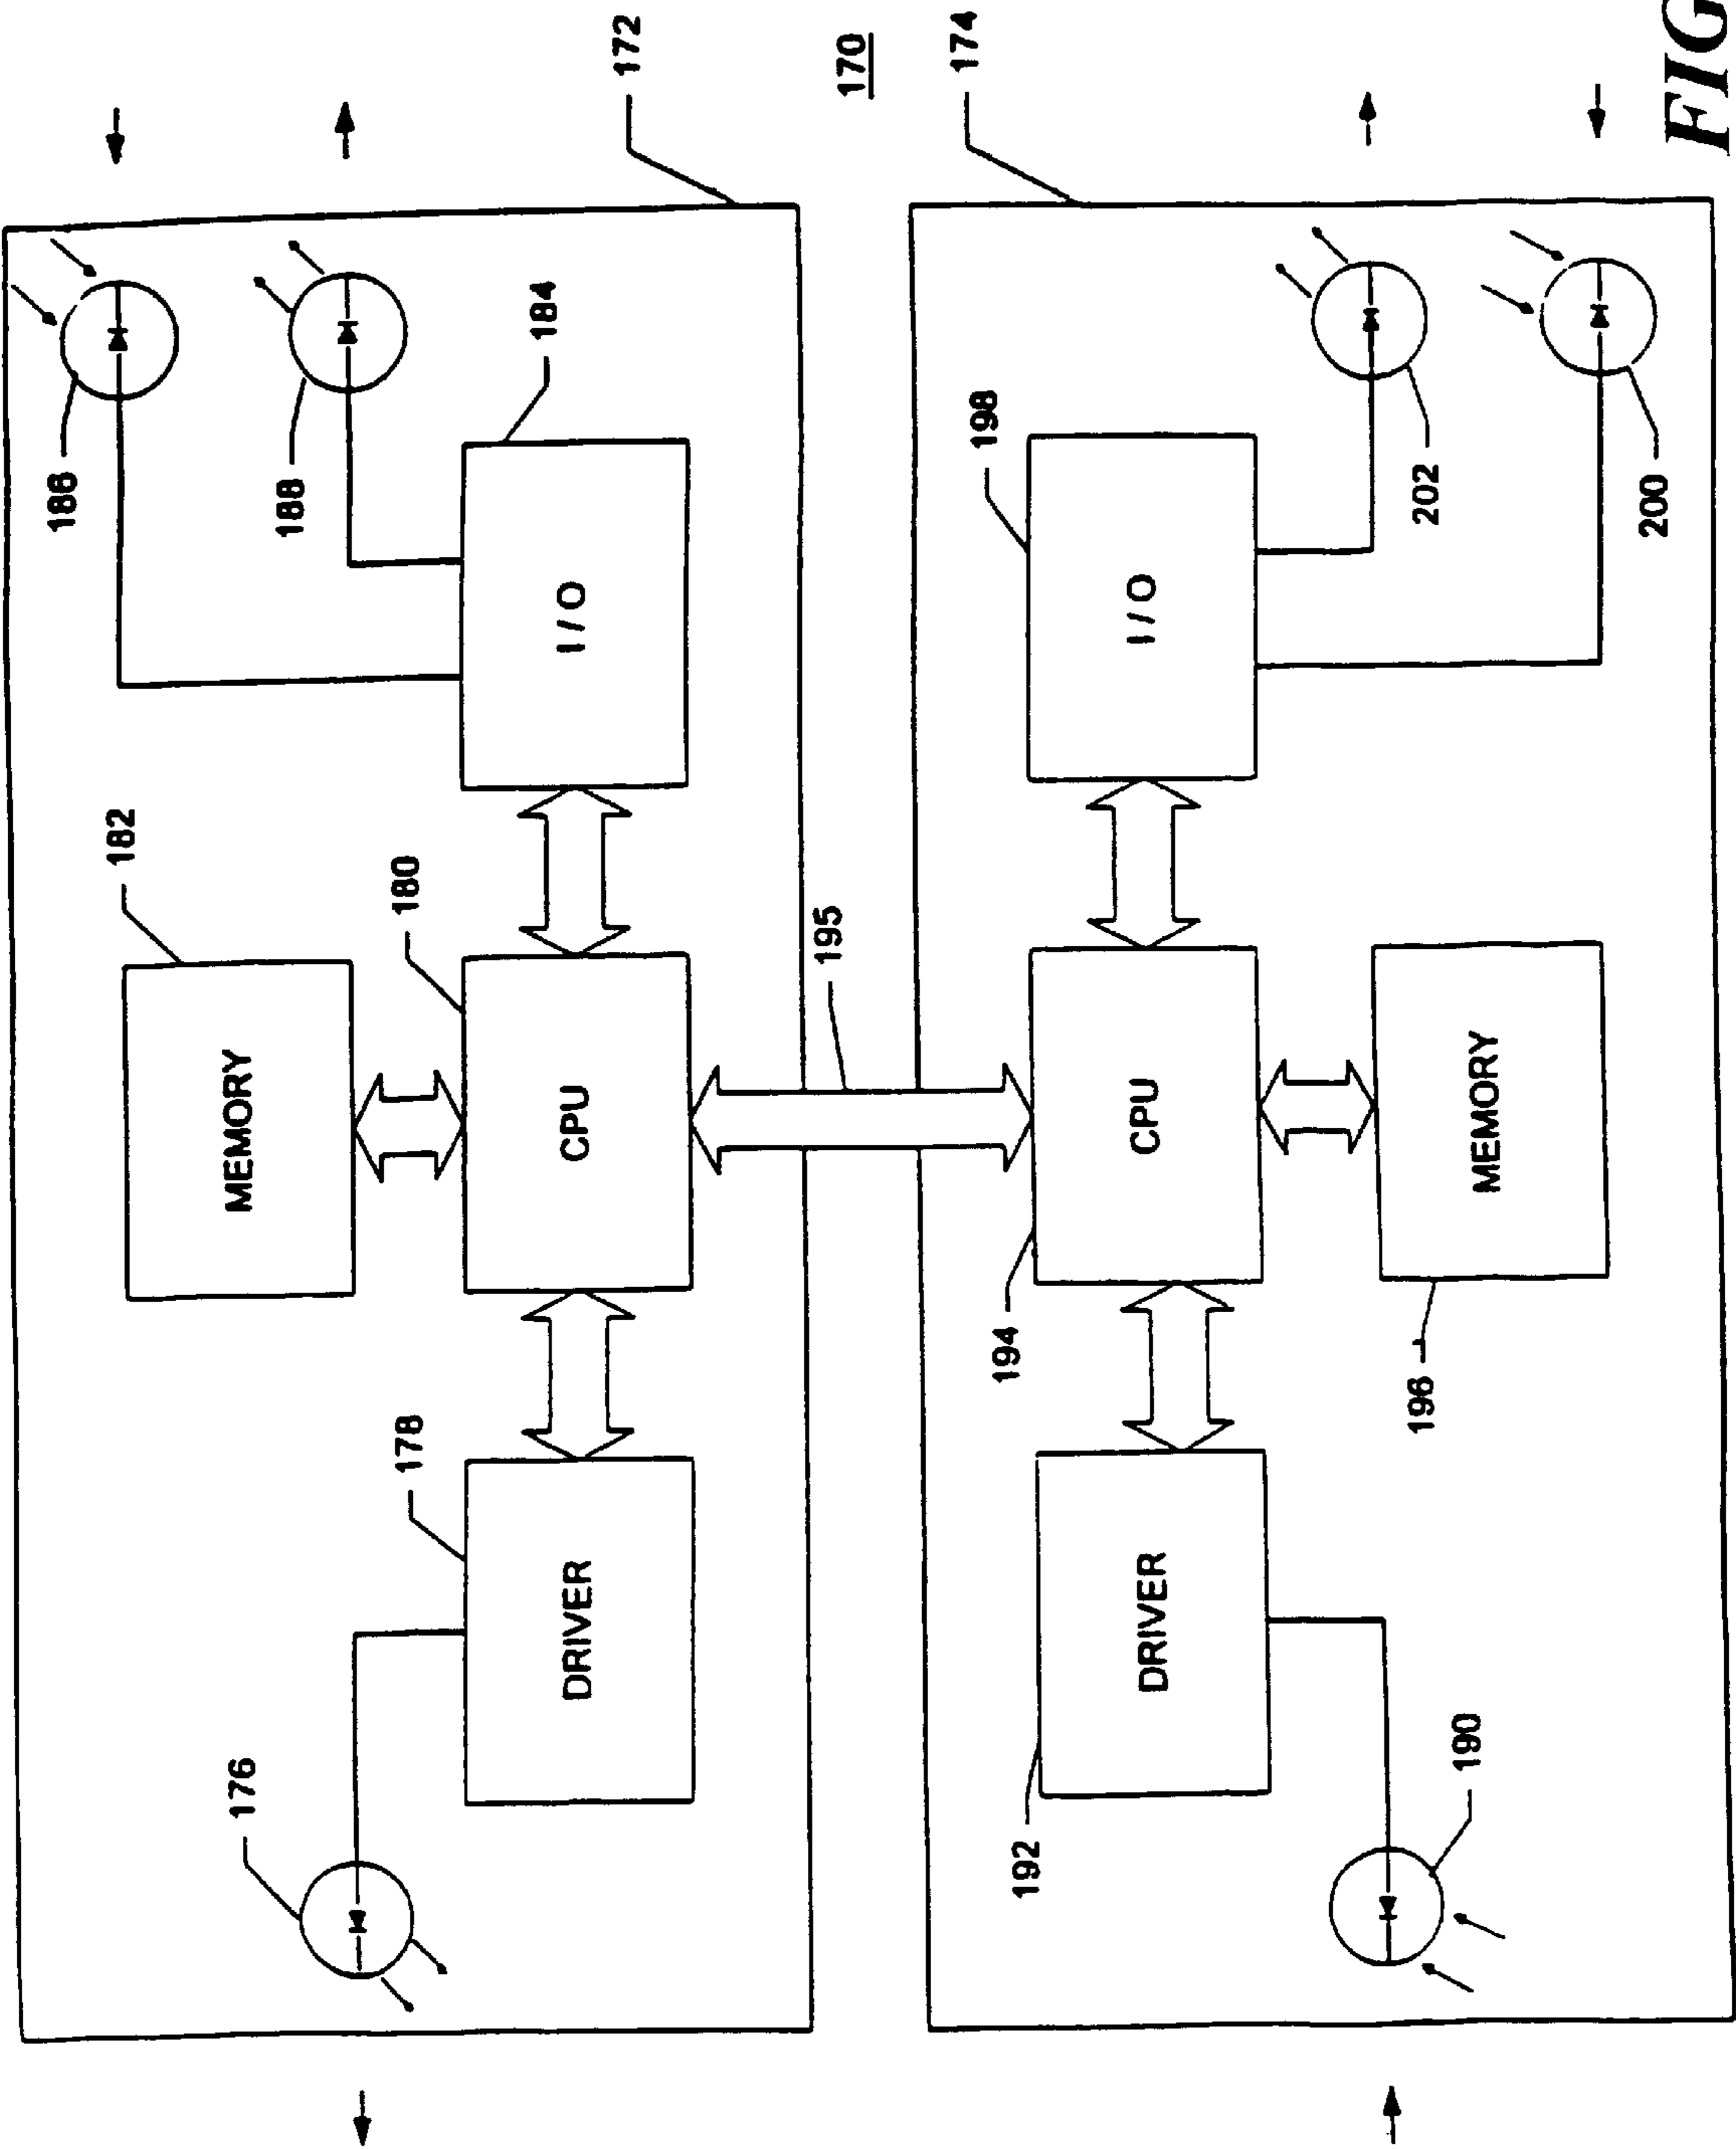 186
182
176
MEMORY
188
178
180
184
DRIVER
CPU
I/O
172
195
170
174
198
192
194
DRIVER
CPU
I/O
196
202
190
MEMORY
200
FIG